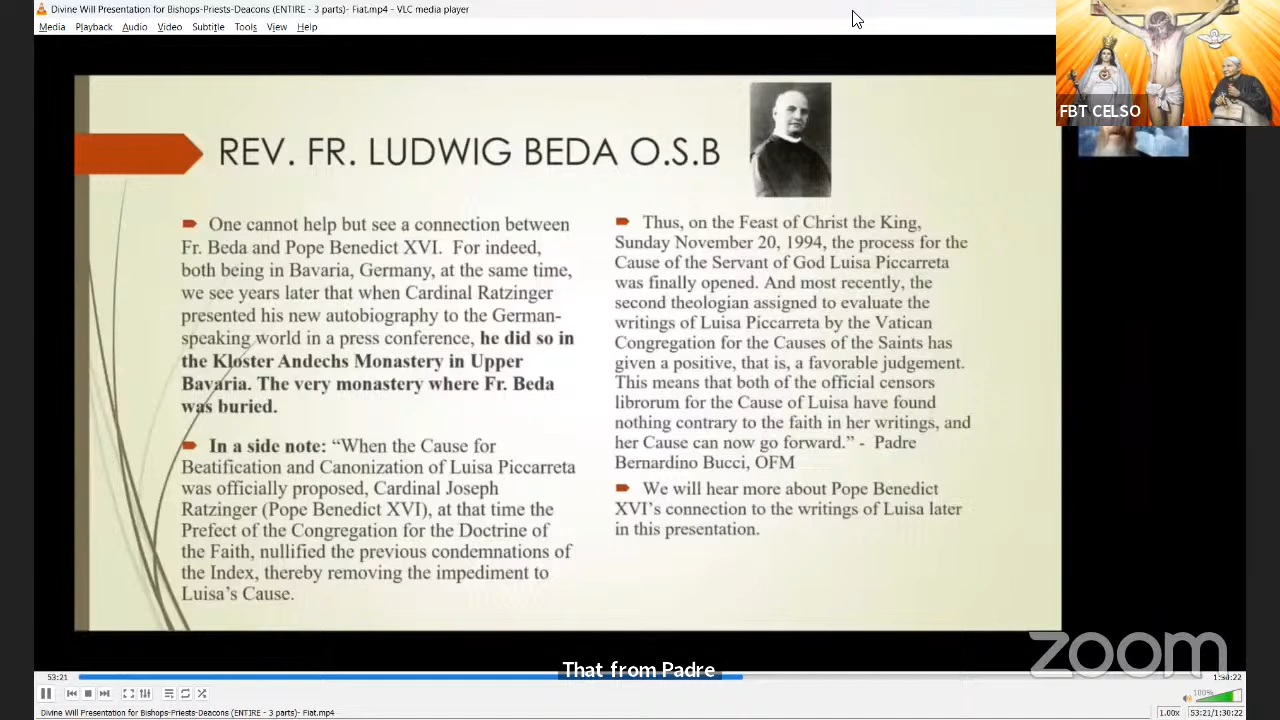 Divine Will Presentation for Bishops-Priests-Deacons (ENTIRE - 3 parts)- Fiat.mp4 - VLC media player
Media Playback Audio Video Subtitle Tools View Help
FBT CELSO
REV. FR. LUDWIG BEDA O.S.B
One cannot help but see a connection between
Fr. Beda and Pope Benedict XVI. For indeed,
both being in Bavaria, Germany, at the same time,
we see years later that when Cardinal Ratzinger
presented his new autobiography to the German-
speaking world in a press conference, he did so in
the Kloster Andechs Monastery in Upper
Bavaria. The very monastery where Fr. Beda
was buried.
In a side note: “When the Cause for
Beatification and Canonization of Luisa Piccarreta
was officially proposed, Cardinal Joseph
Ratzinger (Pope Benedict XVI), at that time the
Prefect of the Congregation for the Doctrine of
the Faith, nullified the previous condemnations of
the Index, thereby removing the impediment to
Luisa’s Cause.
Thus, on the Feast of Christ the King,
Sunday November 20, 1994, the process for the
Cause of the Servant of God Luisa Piccarreta
was finally opened. And most recently, the
second theologian assigned to evaluate the
writings of Luisa Piccarreta by the Vatican
Congregation for the Causes of the Saints has
given a positive, that is, a favorable judgement.
This means that both of the official censors
librorum for the Cause of Luisa have found
nothing contrary to the faith in her writings, and
her Cause can now go forward.” - Padre
Bernardino Bucci, OFM
We will hear more about Pope Benedict
XVI’s connection to the writings of Luisa later
in this presentation.
zoom
That from Padre
53:21
1:30:22
100%
Divine Will Presentation for Bishops-Priests-Deacons (ENTIRE - 3 parts)- Fiat.mp4
1.00x
53:21/1:30:22